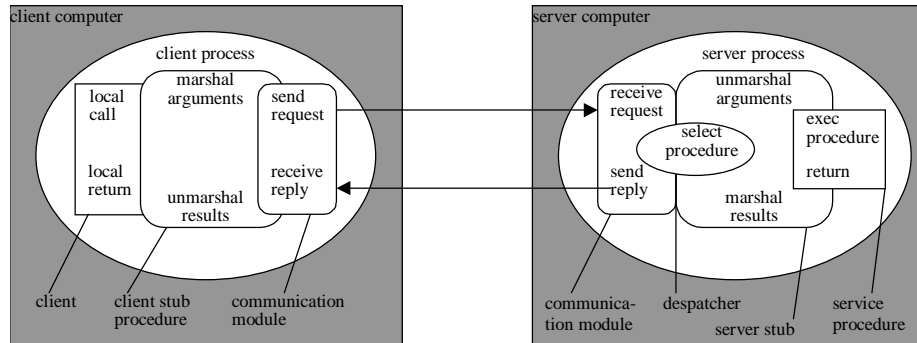 client computer
client process
marshal
arguments
local
call
send
request
local
return
receive
reply
unmarshal
results
client
client stub
procedure
communication
module
server computer
server process
receive
request
unmarshal
arguments
select
procedure
exec
procedure
return
send
reply
marshal
results
communica-
tion module
despatcher
server stub
service
procedure